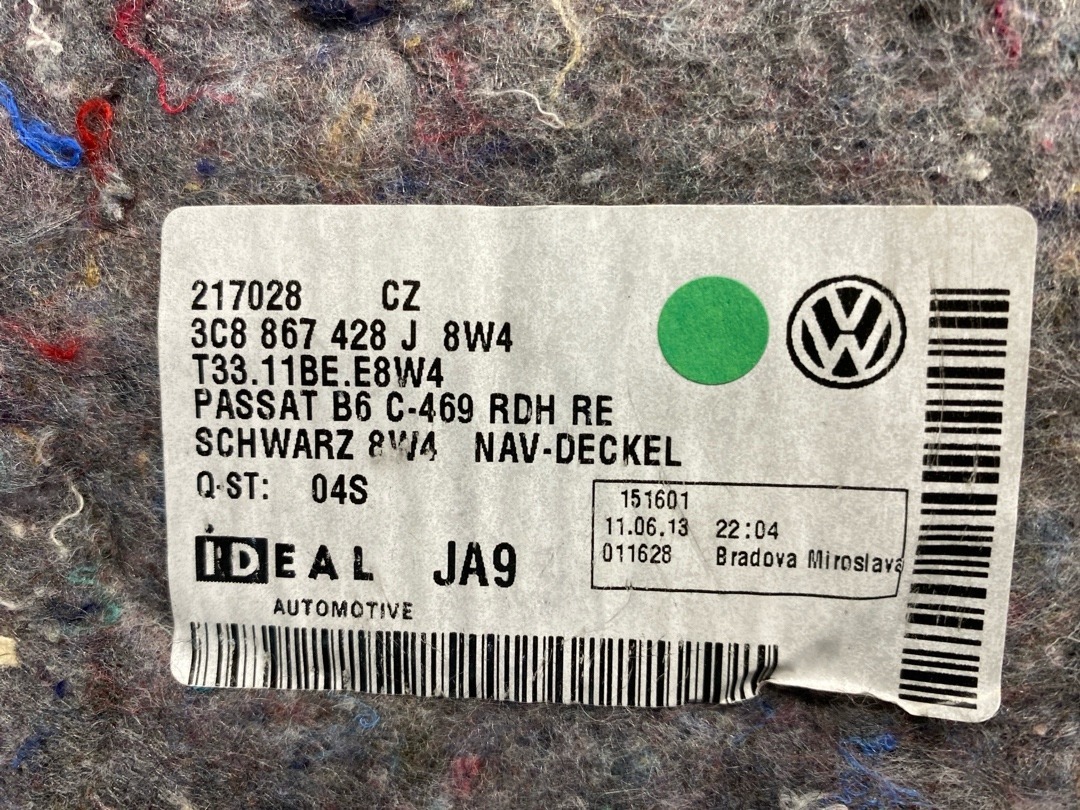 217028 CZ
3C8 867 428 J 8W4
T33.11BE.E8W4
PASSAT B6 C-469 RDH RE
SCHWARZ 8W4 NAV-DECKEL
Q-ST: 04S
151601
11.06.13 22:04
011628 Bradova Miroslava
IDEAL JA9
AUTOMOTIVE